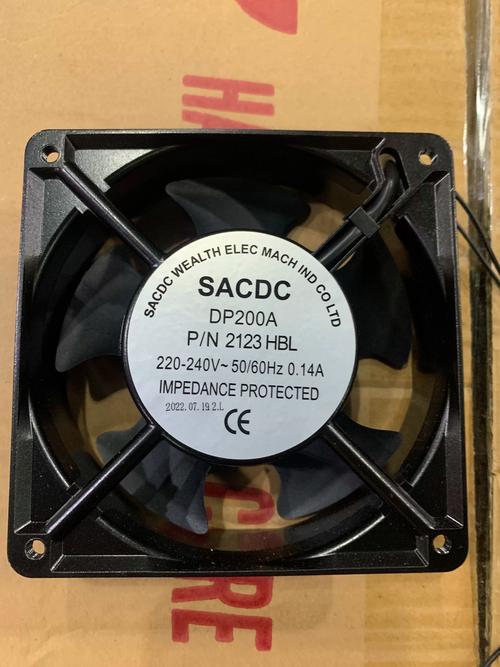 SACDC WEALTH ELEC MACH IND CO LTD
SACDC
DP200A
P/N 2123 HBL
220-240V~ 50/60Hz 0.14A
IMPEDANCE PROTECTED
2022.07.19.2.L
CE